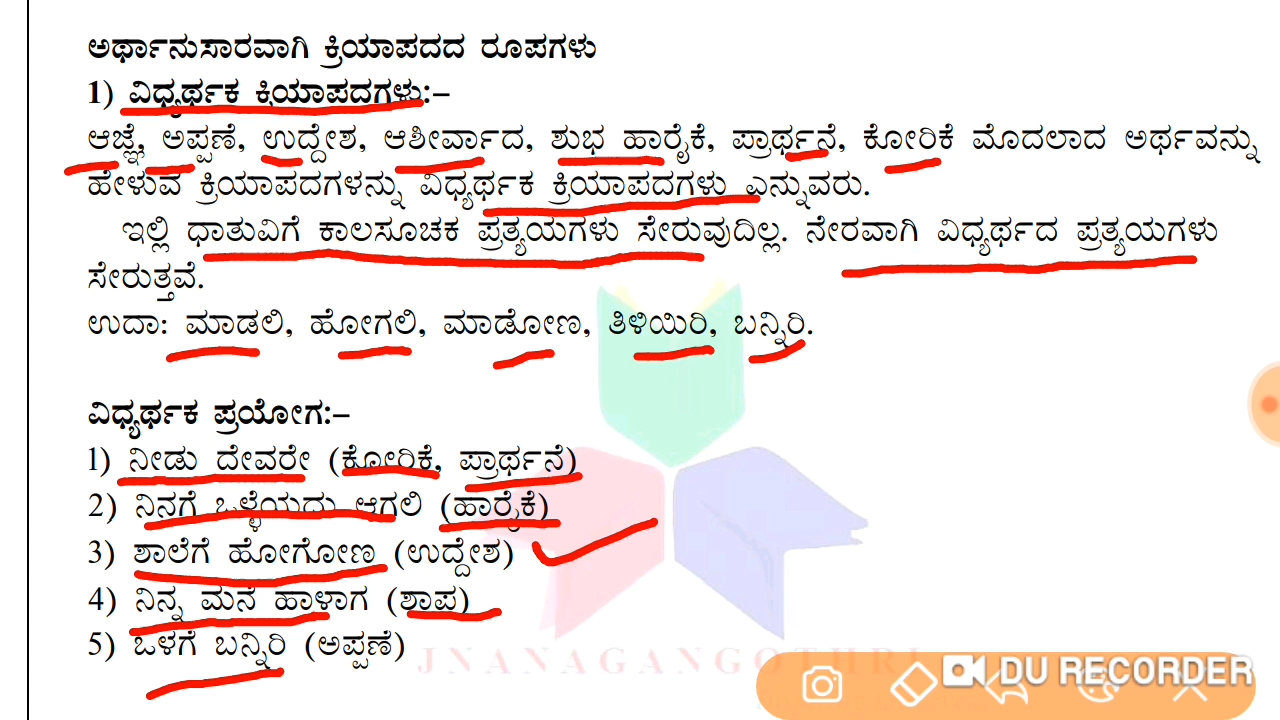 ಅರ್ಥಾನುಸಾರವಾಗಿ ಕ್ರಿಯಾಪದದ ರೂಪಗಳು
1) ವಿಧ್ಯರ್ಥಕ ಕ್ರಿಯಾಪದಗಳು:–
ಆಜ್ಞೆ, ಅಪ್ಪಣೆ, ಉದ್ದೇಶ, ಆಶೀರ್ವಾದ, ಶುಭ ಹಾರೈಕೆ, ಪ್ರಾರ್ಥನೆ, ಕೋರಿಕೆ ಮೊದಲಾದ ಅರ್ಥವನ್ನು
ಹೇಳುವ ಕ್ರಿಯಾಪದಗಳನ್ನು ವಿಧ್ಯರ್ಥಕ ಕ್ರಿಯಾಪದಗಳು ಎನ್ನುವರು.
ಇಲ್ಲಿ ಧಾತುವಿಗೆ ಕಾಲಸೂಚಕ ಪ್ರತ್ಯಯಗಳು ಸೇರುವುದಿಲ್ಲ. ನೇರವಾಗಿ ವಿಧ್ಯರ್ಥದ ಪ್ರತ್ಯಯಗಳು
ಸೇರುತ್ತವೆ.
ಉದಾ: ಮಾಡಲಿ, ಹೋಗಲಿ, ಮಾಡೋಣ, ತಿಳಿಯಿರಿ, ಬನ್ನಿರಿ.
ವಿಧ್ಯರ್ಥಕ ಪ್ರಯೋಗ:–
1) ನೀಡು ದೇವರೇ (ಕೋರಿಕೆ, ಪ್ರಾರ್ಥನೆ)
2) ನಿನಗೆ ಒಳ್ಳೆಯದು ಆಗಲಿ (ಹಾರೈಕೆ)
3) ಶಾಲೆಗೆ ಹೋಗೋಣ (ಉದ್ದೇಶ)
4) ನಿನ್ನ ಮನೆ ಹಾಳಾಗ (ಶಾಪ)
5) ಒಳಗೆ ಬನ್ನಿರಿ (ಅಪ್ಪಣೆ)
JNANAGANGOTHRI
DU RECORDER